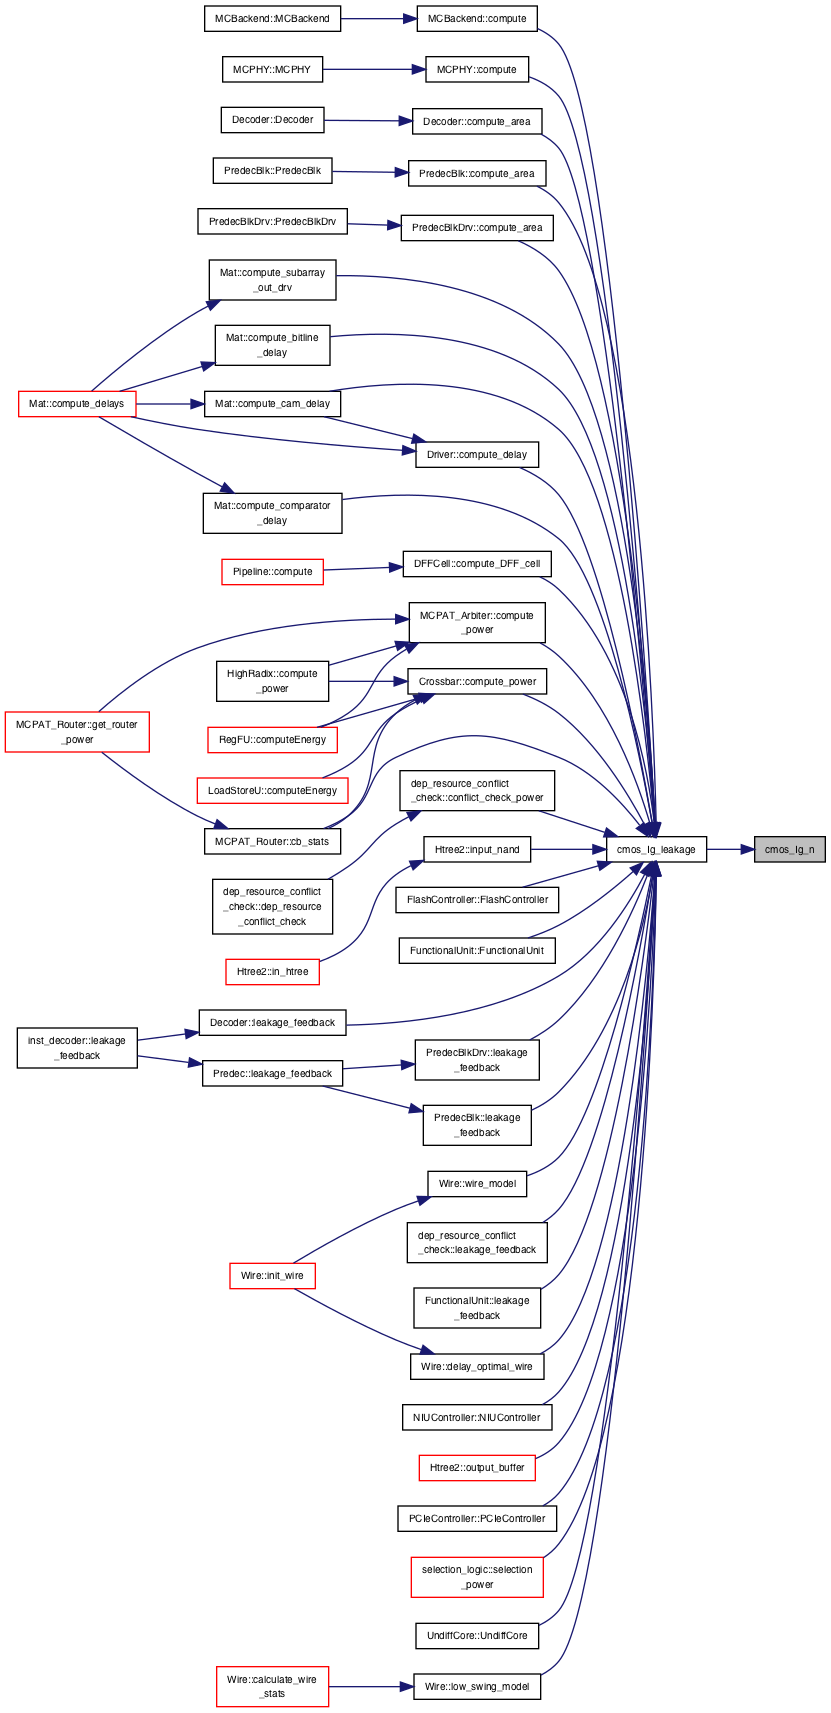 MCBackend::MCBackend
MCBackend::compute
MCPHY::MCPHY
MCPHY::compute
Decoder::Decoder
Decoder::compute_area
PredecBlk::PredecBlk
PredecBlk::compute_area
PredecBlkDrv::PredecBlkDrv
PredecBlkDrv::compute_area
Mat::compute_subarray
_out_drv
Mat::compute_bitline
_delay
Mat::compute_delays
Mat::compute_cam_delay
Driver::compute_delay
Mat::compute_comparator
_delay
Pipeline::compute
DFFCell::compute_DFF_cell
MCPAT_Arbiter::compute
_power
HighRadix::compute
_power
Crossbar::compute_power
MCPAT_Router::get_router
_power
RegFU::computeEnergy
LoadStoreU::computeEnergy
dep_resource_conflict
_check::conflict_check_power
MCPAT_Router::cb_stats
Htree2::input_nand
cmos_Ig_leakage
cmos_Ig_n
dep_resource_conflict
_check::dep_resource
_conflict_check
FlashController::FlashController
FunctionalUnit::FunctionalUnit
Htree2::in_htree
Decoder::leakage_feedback
inst_decoder::leakage
_feedback
PredecBlkDrv::leakage
_feedback
Predec::leakage_feedback
PredecBlk::leakage
_feedback
Wire::wire_model
dep_resource_conflict
_check::leakage_feedback
Wire::init_wire
FunctionalUnit::leakage
_feedback
Wire::delay_optimal_wire
NIUController::NIUController
Htree2::output_buffer
PCIeController::PCIeController
selection_logic::selection
_power
UndiffCore::UndiffCore
Wire::calculate_wire
_stats
Wire::low_swing_model